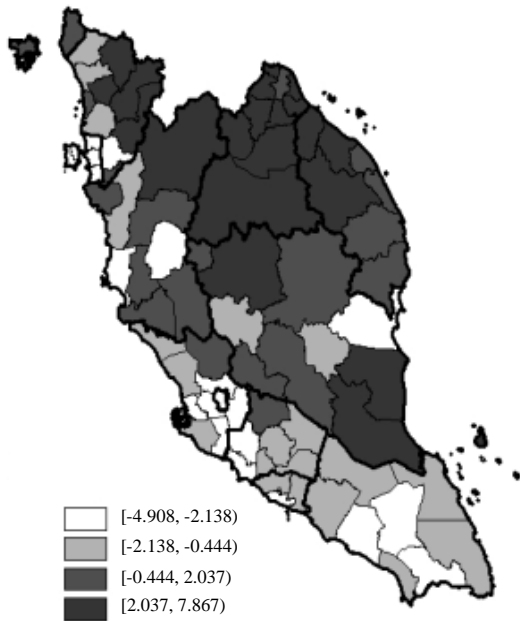 [-4.908, -2.138)
[-2.138, -0.444)
[-0.444, 2.037)
[2.037, 7.867)